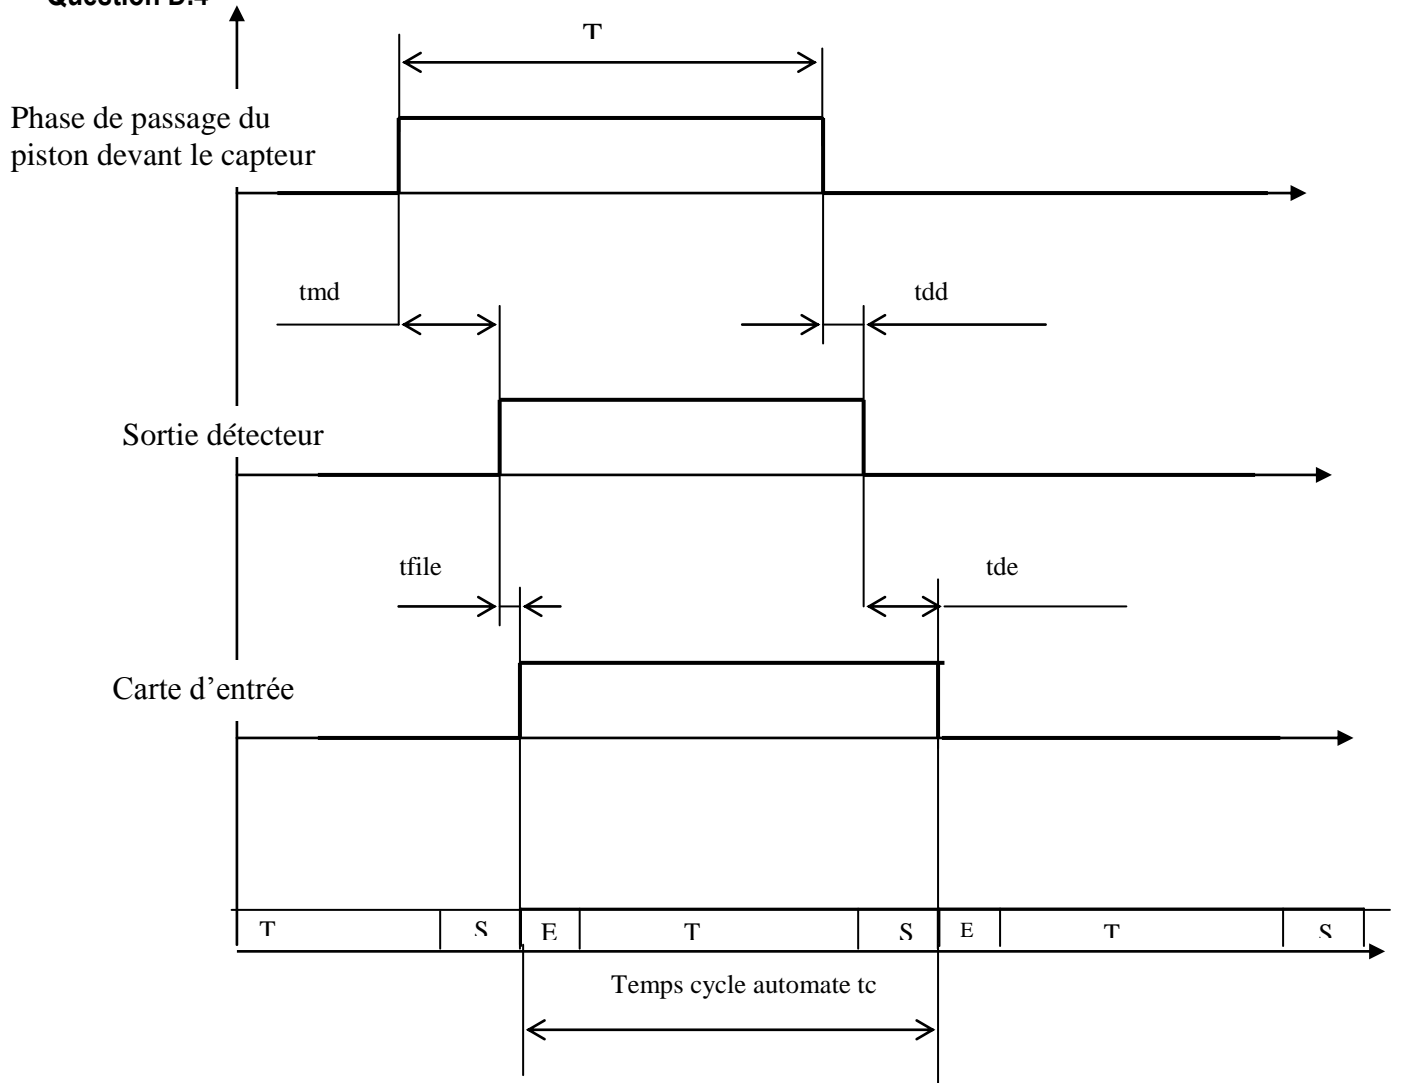 Question D.4
T
Phase de passage du
piston devant le capteur
tmd
tdd
Sortie détecteur
tfile
tde
Carte d’entrée
T S E T S E T S
Temps cycle automate tc